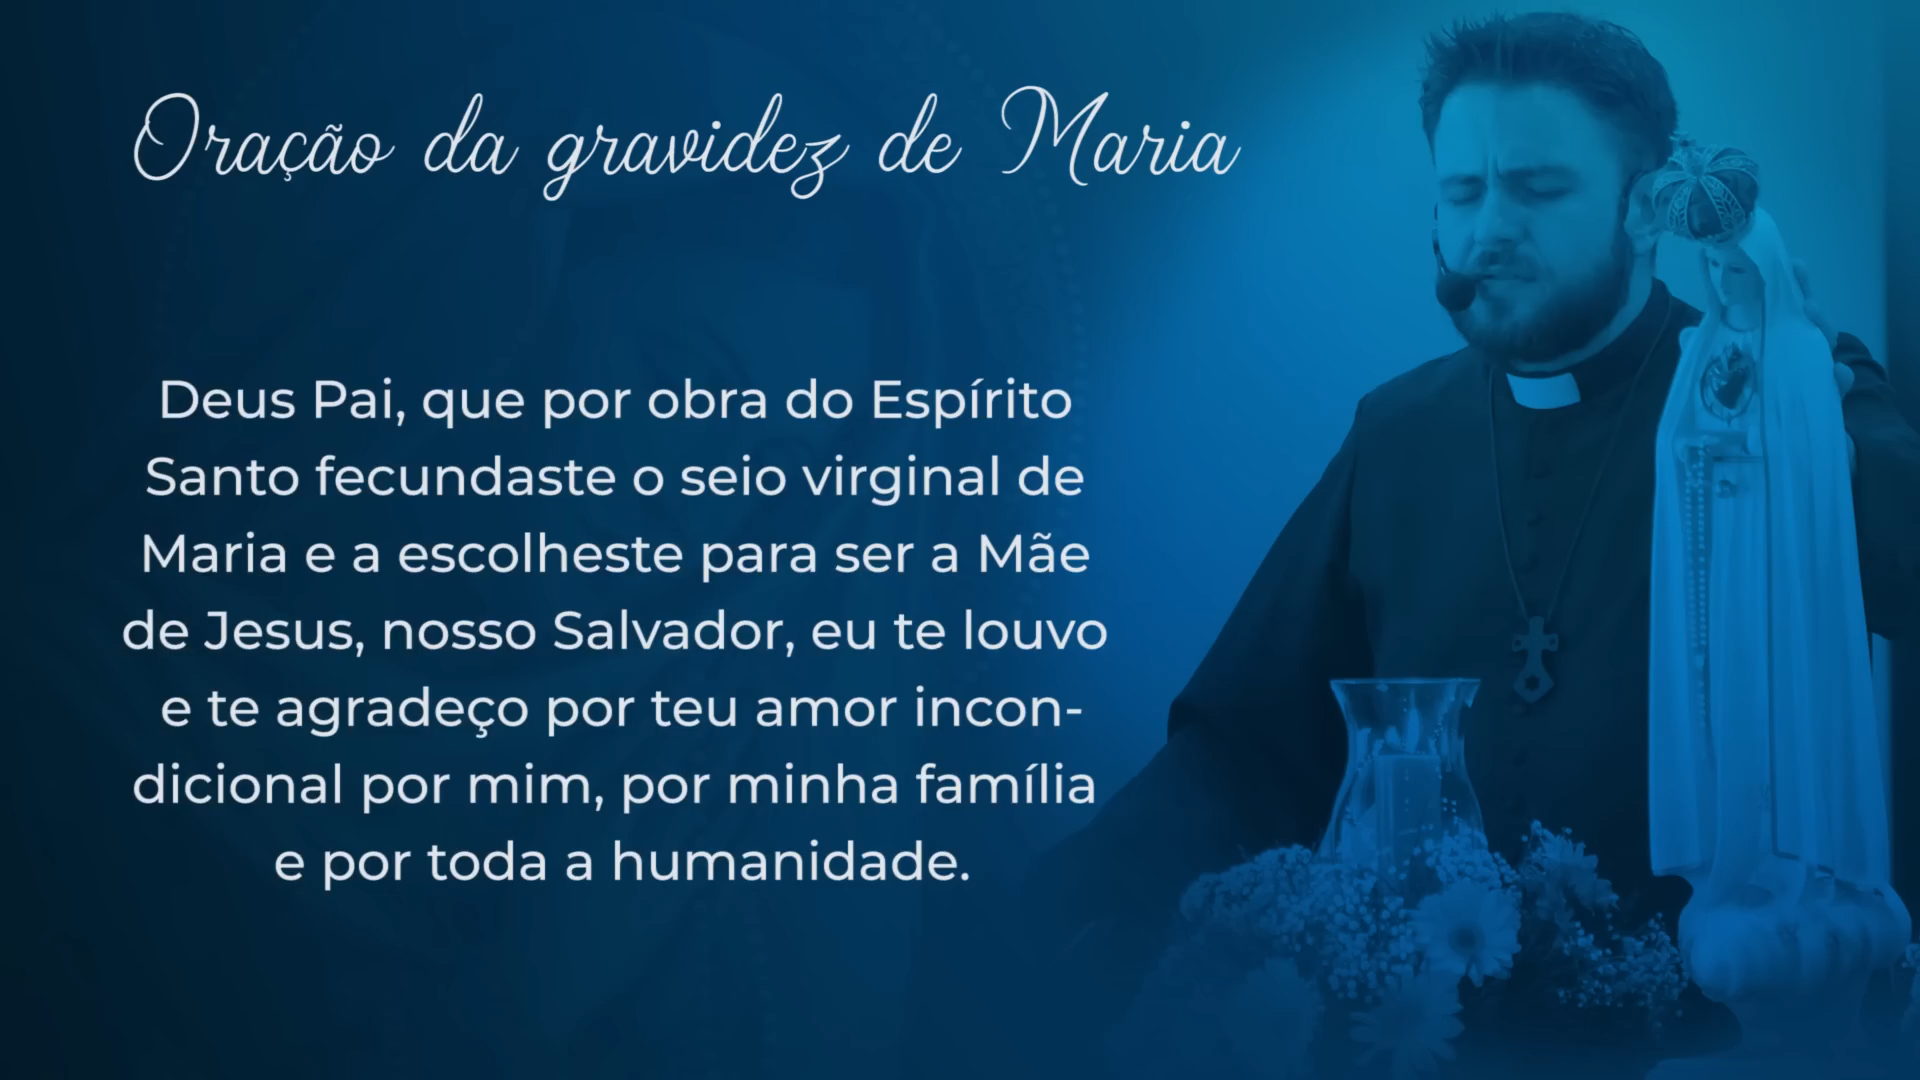 Oração da gravidez de Maria
Deus Pai, que por obra do Espírito
Santo fecundaste o seio virginal de
Maria e a escolheste para ser a Mãe
de Jesus, nosso Salvador, eu te louvo
e te agradeço por teu amor incon-
dicional por mim, por minha família
e por toda a humanidade.